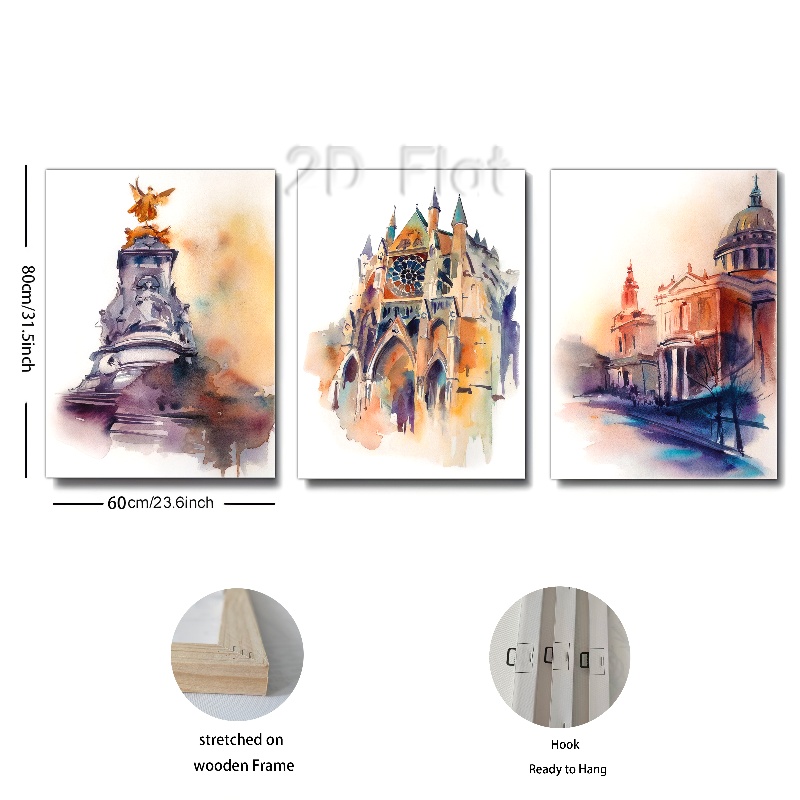 2D Flat
80cm/31.5inch
60cm/23.6inch
stretched on
wooden Frame
Hook
Ready to Hang